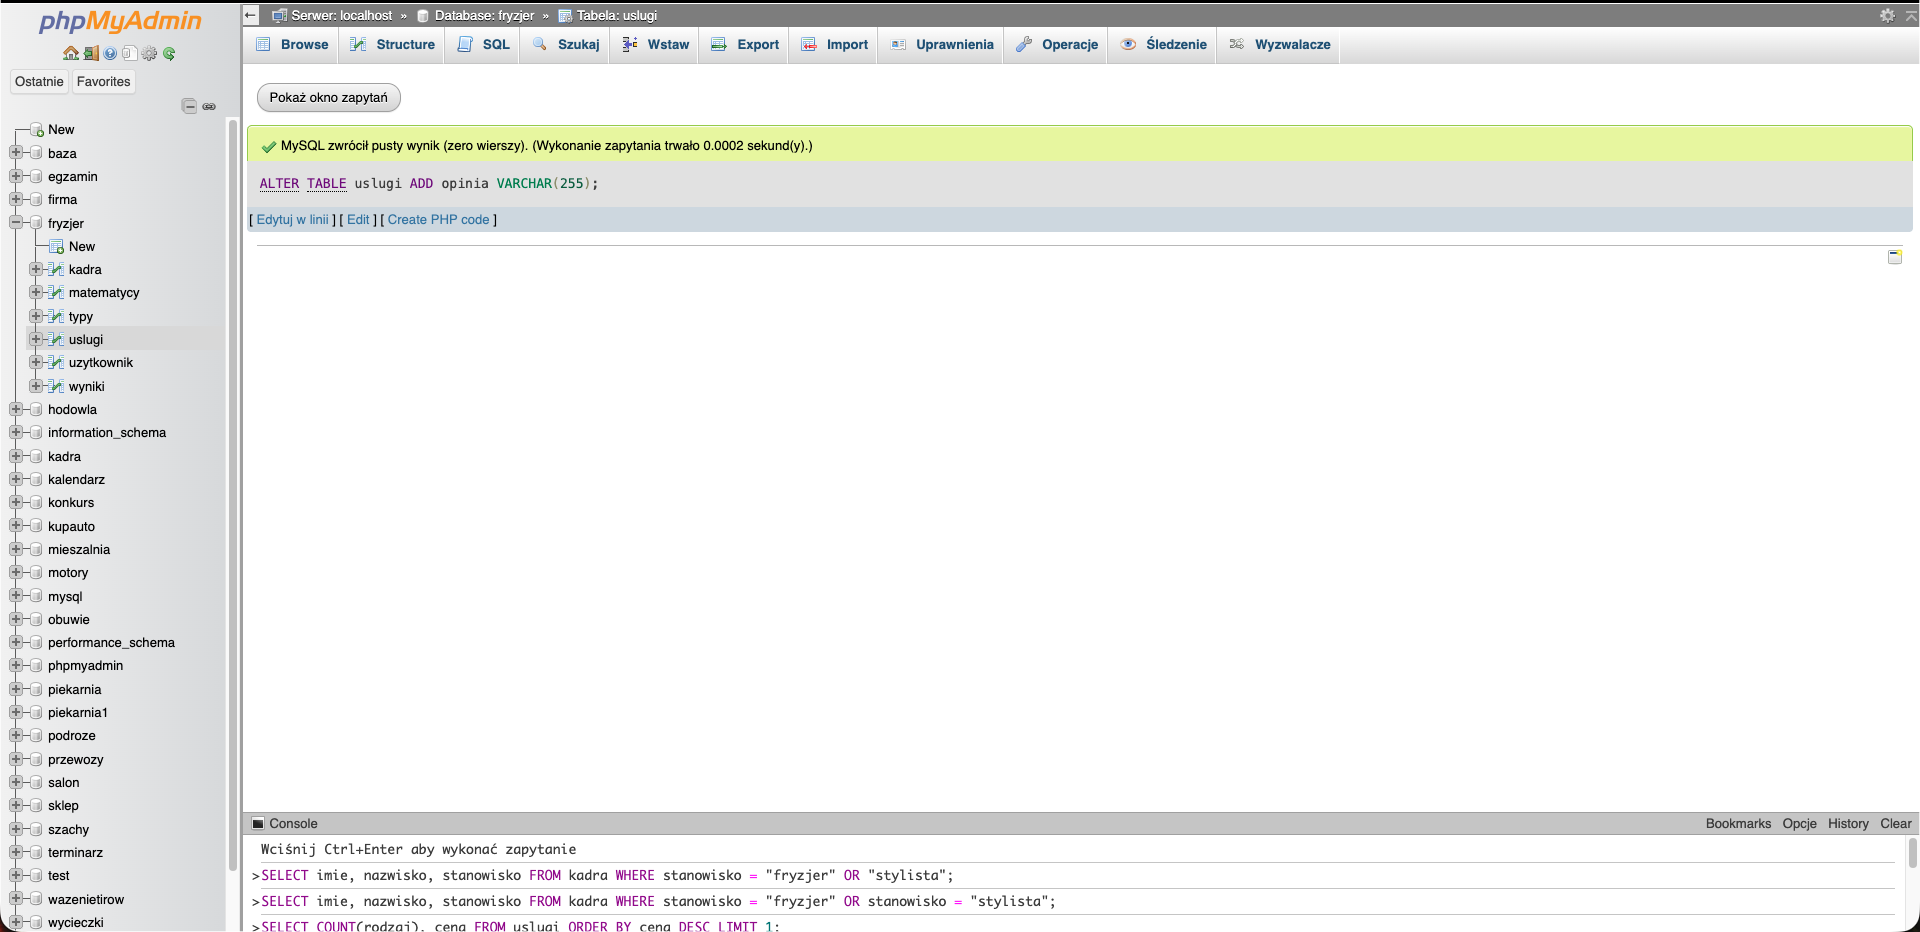 phpMyAdmin
Ostatnie Favorites
New
baza
egzamin
firma
fryzjer
New
kadra
matematycy
typy
uslugi
uzytkownik
wyniki
hodowla
information_schema
kadra
kalendarz
konkurs
kupauto
mieszalnia
motory
mysql
obuwie
performance_schema
phpmyadmin
piekarnia
piekarnia1
podroze
przewozy
salon
sklep
szachy
terminarz
test
wazenietirow
wycieczki
Serwer: localhost » Database: fryzjer » Tabela: uslugi
Browse Structure SQL Szukaj Wstaw Export Import Uprawnienia Operacje Śledzenie Wyzwalacze
Pokaż okno zapytań
MySQL zwrócił pusty wynik (zero wierszy). (Wykonanie zapytania trwało 0.0002 sekund(y).)
ALTER TABLE uslugi ADD opinia VARCHAR(255);
[ Edytuj w linii ] [ Edit ] [ Create PHP code ]
Console Bookmarks Opcje History Clear
Wciśnij Ctrl+Enter aby wykonać zapytanie
>SELECT imie, nazwisko, stanowisko FROM kadra WHERE stanowisko = "fryzjer" OR "stylista";
>SELECT imie, nazwisko, stanowisko FROM kadra WHERE stanowisko = "fryzjer" OR stanowisko = "stylista";
>SELECT COUNT(rodzaj), cena FROM uslugi ORDER BY cena DESC LIMIT 1;